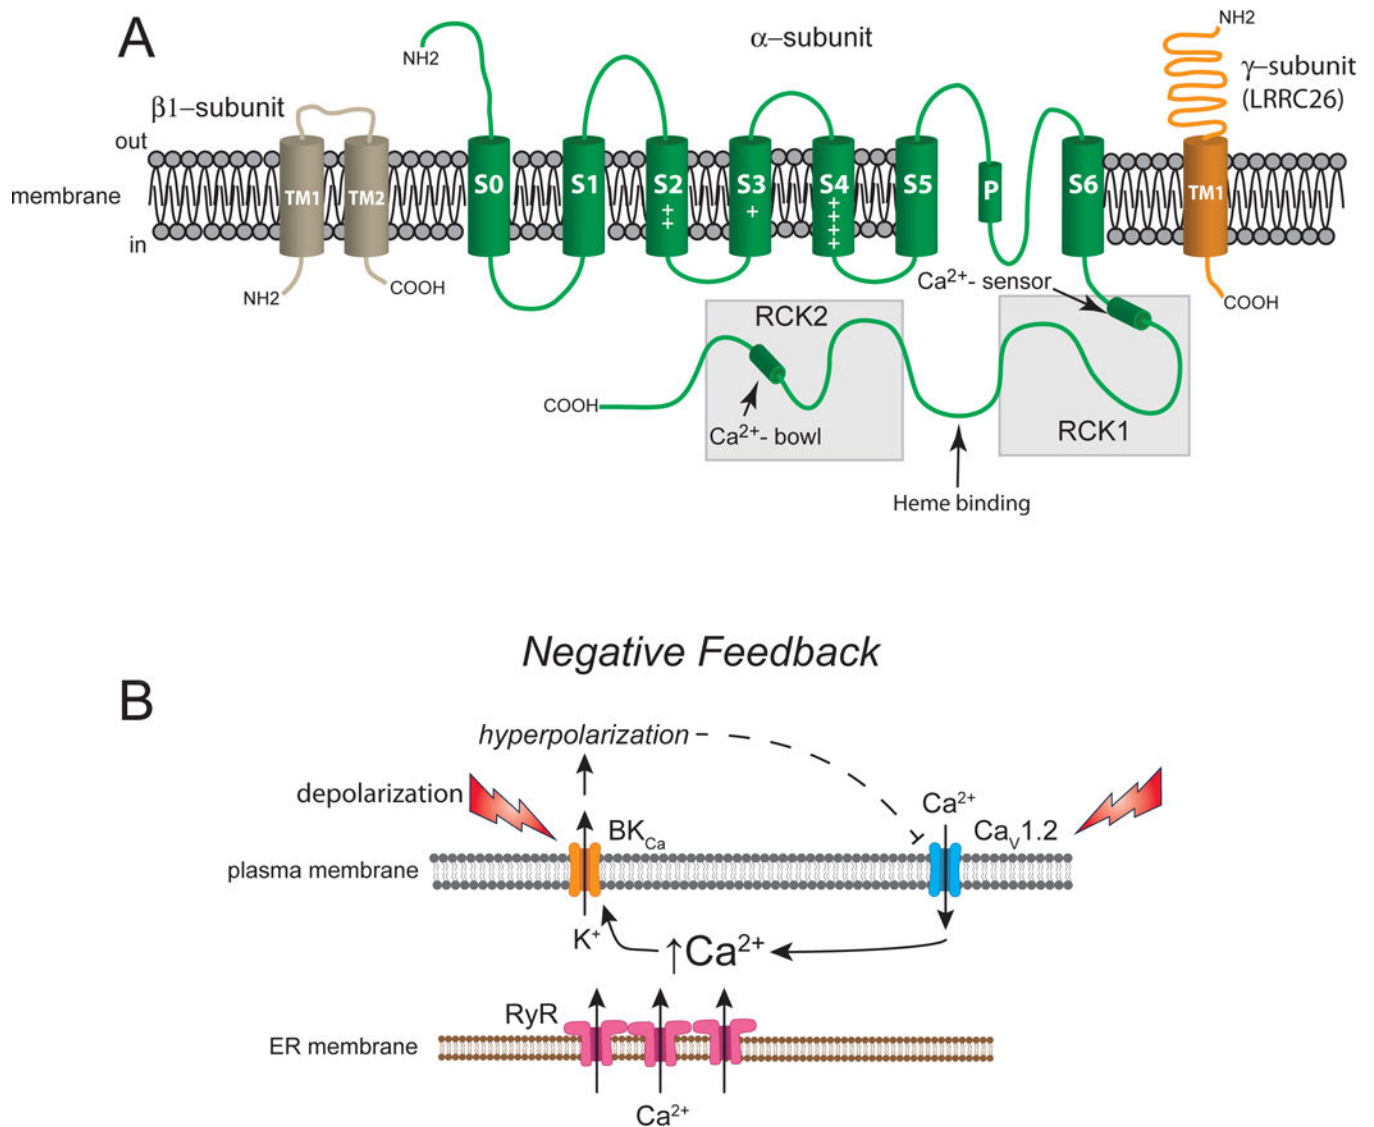 A
α–subunit
NH2
NH2
γ–subunit
(LRRC26)
β1–subunit
out
membrane
in
TM1
TM2
S0
S1
S2
++
S3
+
S4
++++
S5
P
S6
TM1
NH2
COOH
Ca²⁺- sensor
COOH
RCK2
COOH
Ca²⁺- bowl
RCK1
Heme binding
Negative Feedback
B
hyperpolarization
depolarization
Ca²⁺
BKCa
CaV1.2
plasma membrane
K⁺
↑Ca²⁺
RyR
ER membrane
Ca²⁺